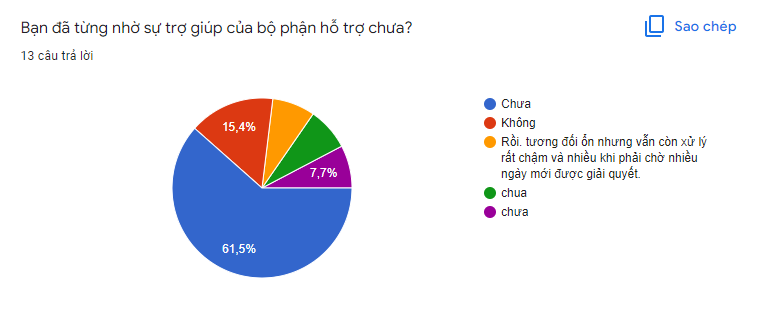 Bạn đã từng nhờ sự trợ giúp của bộ phận hỗ trợ chưa?
Sao chép
13 câu trả lời
15,4%
7,7%
61,5%
Chưa
Không
Rồi. tương đối ổn nhưng vẫn còn xử lý
rất chậm và nhiều khi phải chờ nhiều
ngày mới được giải quyết.
chua
chưa